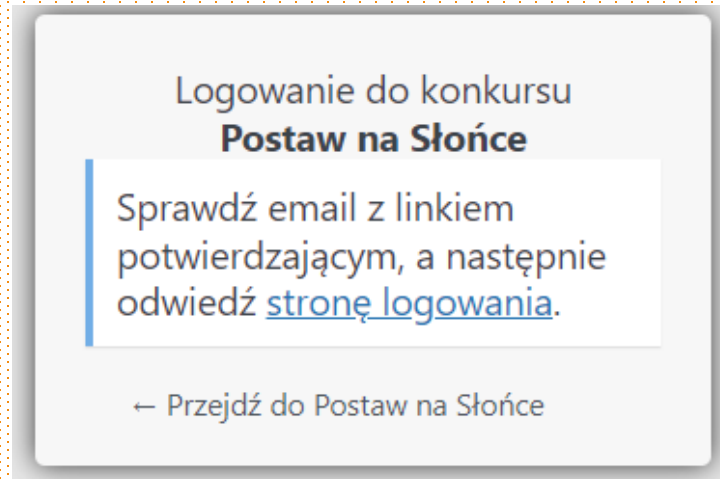 Logowanie do konkursu
Postaw na Słońce
Sprawdź email z linkiem
potwierdzającym, a następnie
odwiedź stronę logowania.
← Przejdź do Postaw na Słońce